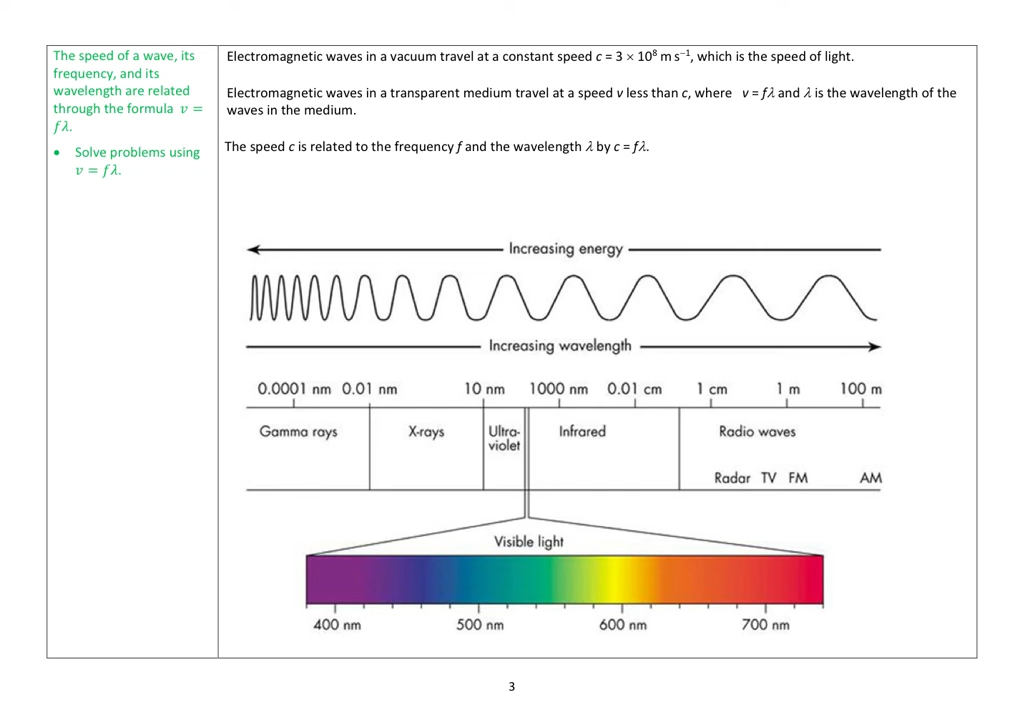 The speed of a wave, its
frequency, and its
wavelength are related
through the formula v =
fλ.
• Solve problems using
v = fλ.
Electromagnetic waves in a vacuum travel at a constant speed c = 3 × 10⁸ m s⁻¹, which is the speed of light.
Electromagnetic waves in a transparent medium travel at a speed v less than c, where v = fλ and λ is the wavelength of the
waves in the medium.
The speed c is related to the frequency f and the wavelength λ by c = fλ.
Increasing energy
Increasing wavelength
0.0001 nm 0.01 nm 10 nm 1000 nm 0.01 cm 1 cm 1 m 100 m
Gamma rays X-rays Ultra- Infrared Radio waves
violet
Radar TV FM AM
Visible light
400 nm 500 nm 600 nm 700 nm
3